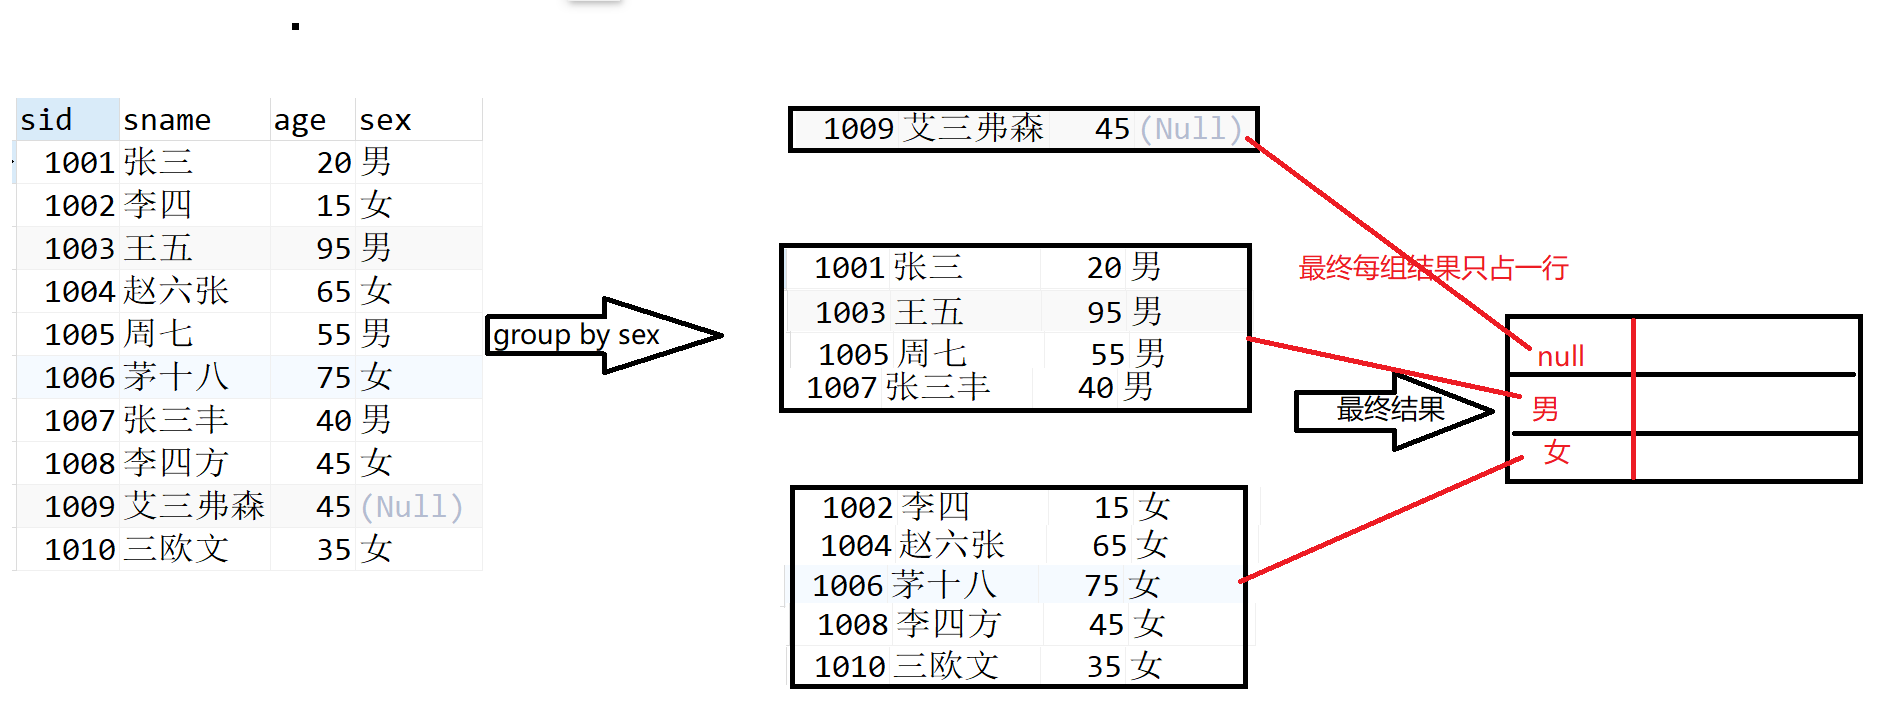 sid sname age sex
1001 张三 20 男
1002 李四 15 女
1003 王五 95 男
1004 赵六张 65 女
1005 周七 55 男
1006 茅十八 75 女
1007 张三丰 40 男
1008 李四方 45 女
1009 艾三弗森 45 (Null)
1010 三欧文 35 女
group by sex
1009 艾三弗森 45 (Null)
1001 张三 20 男
1003 王五 95 男
1005 周七 55 男
1007 张三丰 40 男
1002 李四 15 女
1004 赵六张 65 女
1006 茅十八 75 女
1008 李四方 45 女
1010 三欧文 35 女
最终每组结果只占一行
最终结果
null
男
女